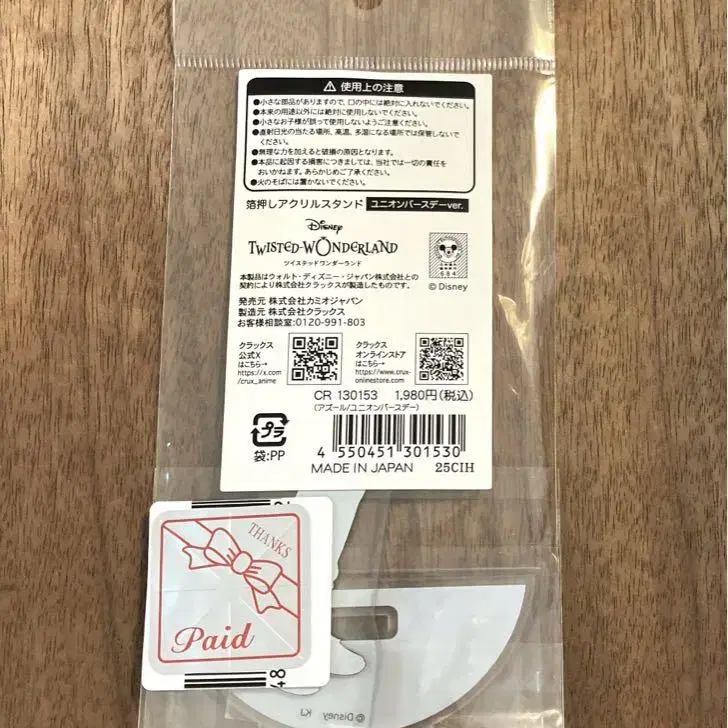 ⚠ 使用上の注意
●小さな部品がありますので、口の中には絶対に入れないでください。
●本来の用途以外には絶対に使用しないでください。
●小さなお子様が誤って使用しないようご注意ください。
●直射日光の当たる場所、高温、多湿になる場所では保管しないで
ください。
●無理な力を加えると破損の原因となります。
●本品に起因する損害につきましては、当社では一切の責任を
おいかねます。あらかじめご了承ください。
●火のそばには置かないでください。
箔押しアクリルスタンド ユニオンバースデーver.
Disney
TWISTED-WONDERLAND
ツイステッドワンダーランド
本製品はウォルト・ディズニー・ジャパン株式会社との
契約により株式会社クラックスが製造したものです。
© Disney
発売元 株式会社カミオジャパン
製造元 株式会社クラックス
お客様相談室:0120-991-803
クラックス
公式X
はこちら→
https://x.com
/crux_anime
クラックス
オンラインストア
はこちら→
https://www.crux-
onlinestore.com
CR 130153 1,980円(税込)
(アズール/ユニオンバースデー)
プラ
袋:PP
4 550451 301530
MADE IN JAPAN 25CIH
THANKS
Paid
48
© Disney KJ